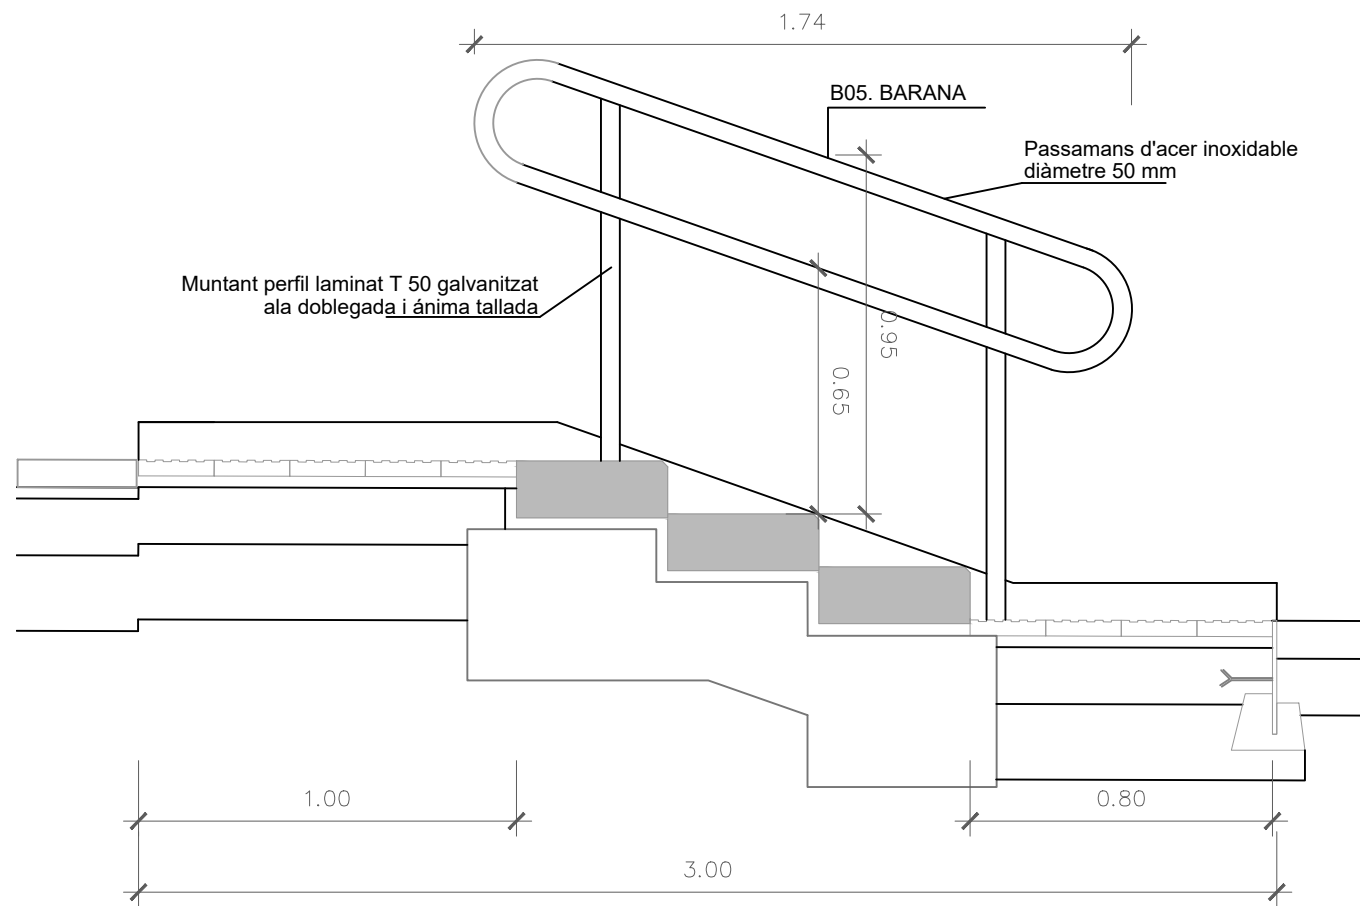 1.74
B05. BARANA
Passamans d'acer inoxidable
diàmetre 50 mm
Muntant perfil laminat T 50 galvanitzat
ala doblegada i ánima tallada
0.95
0.65
1.00
0.80
3.00